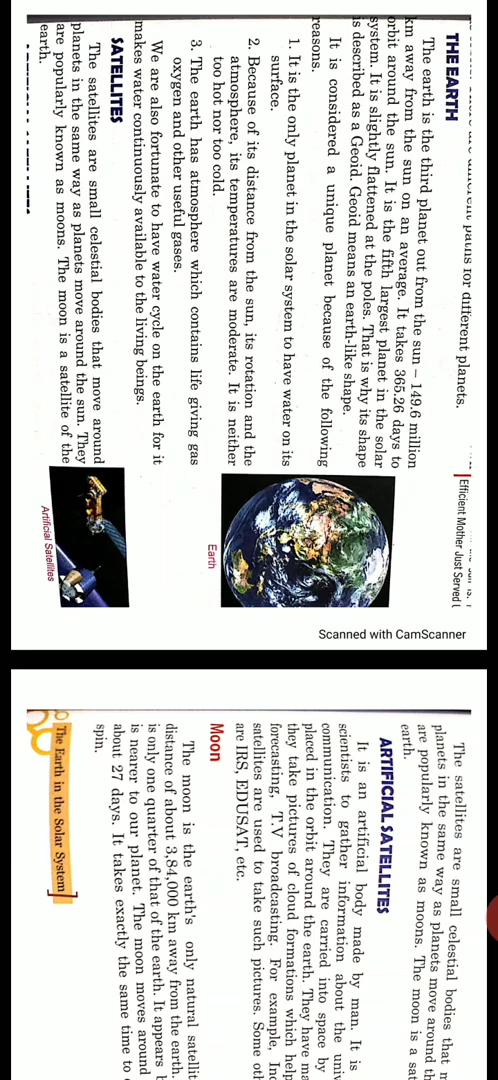 are different paths for different planets.
THE EARTH
The earth is the third planet out from the sun – 149.6 million
km away from the sun on an average. It takes 365.26 days to
orbit around the sun. It is the fifth largest planet in the solar
system. It is slightly flattened at the poles. That is why its shape
is described as a Geoid. Geoid means an earth-like shape.
It is considered a unique planet because of the following
reasons.
1. It is the only planet in the solar system to have water on its
surface.
2. Because of its distance from the sun, its rotation and the
atmosphere, its temperatures are moderate. It is neither
too hot nor too cold.
3. The earth has atmosphere which contains life giving gas
oxygen and other useful gases.
We are also fortunate to have water cycle on the earth for it
makes water continuously available to the living beings.
SATELLITES
The satellites are small celestial bodies that move around
planets in the same way as planets move around the sun. They
are popularly known as moons. The moon is a satellite of the
earth.
Efficient Mother Just Served
Earth
Artificial Satellites
Scanned with CamScanner
The satellites are small celestial bodies that
planets in the same way as planets move around
are popularly known as moons. The moon is a
earth.
ARTIFICIAL SATELLITES
It is an artificial body made by man. It is
scientists to gather information about the
communication. They are carried into space by
placed in the orbit around the earth. They have
they take pictures of cloud formations which help
forecasting, T.V broadcasting. For example,
satellites are used to take such pictures. Some
are IRS, EDUSAT, etc.
Moon
The moon is the earth's only natural
distance of about 3,84,000 km away from the earth.
is only one quarter of that of the earth. It appears
is nearer to our planet. The moon moves around
about 27 days. It takes exactly the same time to
spin.
The Earth in the Solar System